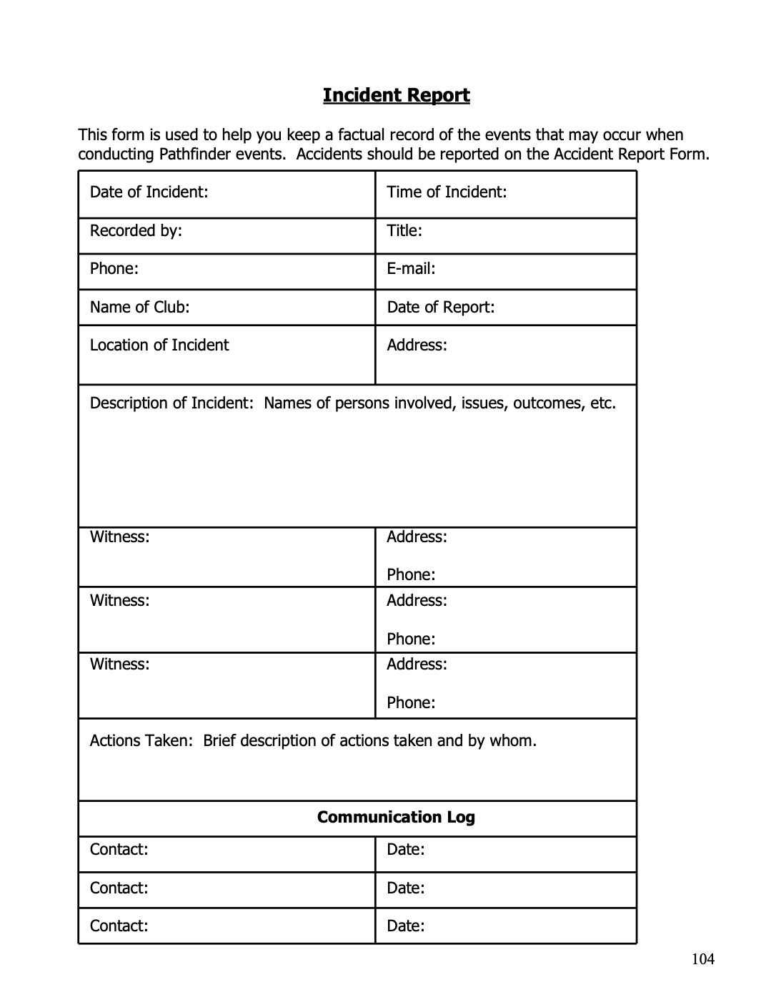 Incident Report
This form is used to help you keep a factual record of the events that may occur when
conducting Pathfinder events.  Accidents should be reported on the Accident Report Form.
Date of Incident:
Time of Incident:
Recorded by:
Title:
Phone:
E-mail:
Name of Club:
Date of Report:
Location of Incident
Address:
Description of Incident:  Names of persons involved, issues, outcomes, etc.
Witness:
Address:
Phone:
Witness:
Address:
Phone:
Witness:
Address:
Phone:
Actions Taken:  Brief description of actions taken and by whom.
Communication Log
Contact:
Date:
Contact:
Date:
Contact:
Date:
104